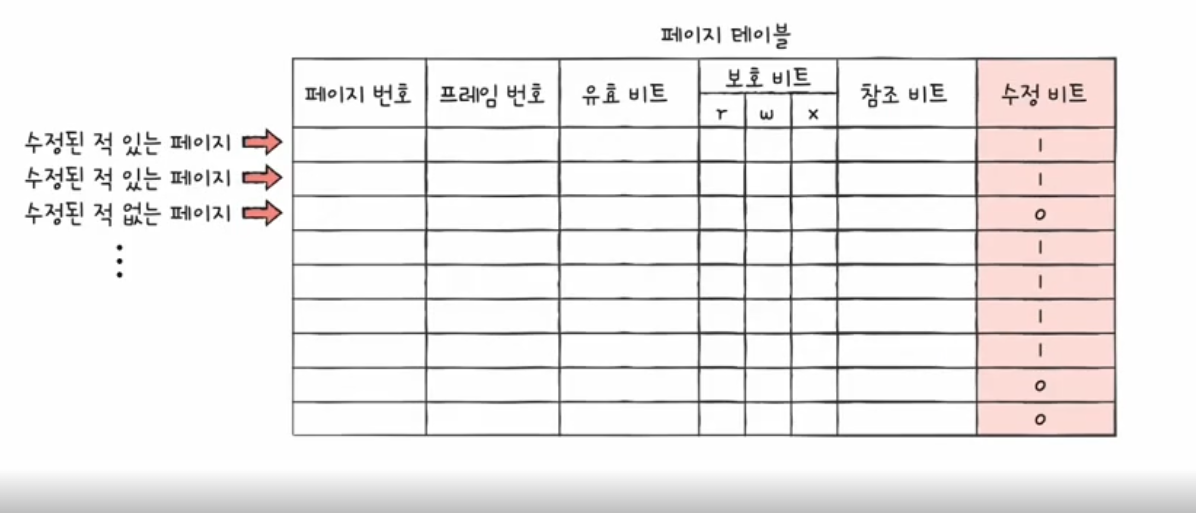 페이지 테이블
페이지 번호 프레임 번호 유효 비트 보호 비트 참조 비트 수정 비트
r w x
수정된 적 있는 페이지 1
수정된 적 있는 페이지 1
수정된 적 없는 페이지 0
⋮ 1
1
1
1
0
0